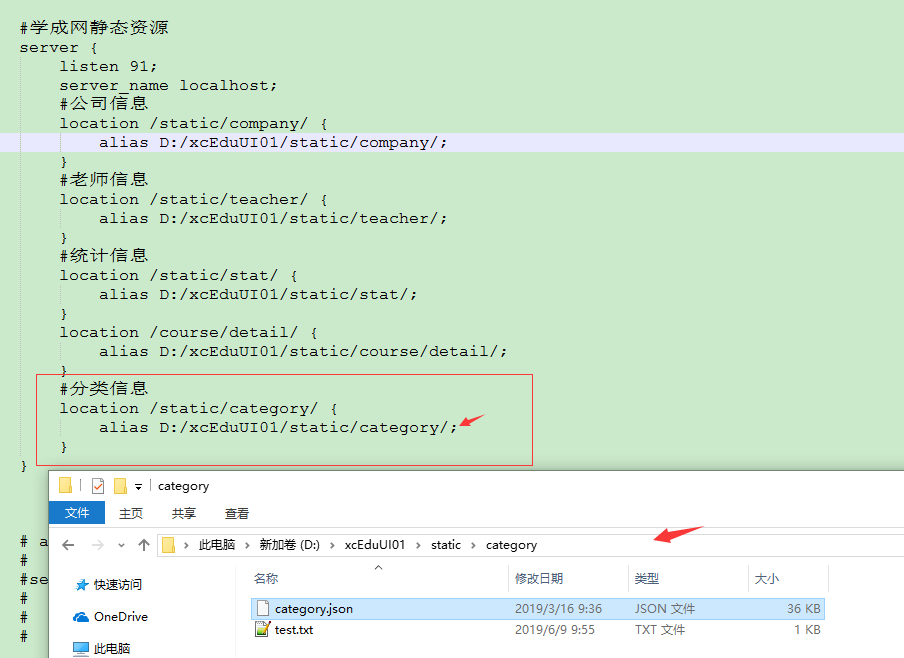 #学成网静态资源
server {
listen 91;
server_name localhost;
#公司信息
location /static/company/ {
alias D:/xcEduUI01/static/company/;
}
#老师信息
location /static/teacher/ {
alias D:/xcEduUI01/static/teacher/;
}
#统计信息
location /static/stat/ {
alias D:/xcEduUI01/static/stat/;
}
location /course/detail/ {
alias D:/xcEduUI01/static/course/detail/;
}
#分类信息
location /static/category/ {
alias D:/xcEduUI01/static/category/;
}
}
category
文件 主页 共享 查看
# a
此电脑 › 新加卷 (D:) › xcEduUI01 › static › category
#
#se
#
#
#
名称 修改日期 类型 大小
快速访问
OneDrive
此电脑
category.json 2019/3/16 9:36 JSON 文件 36 KB
test.txt 2019/6/9 9:55 TXT 文件 1 KB